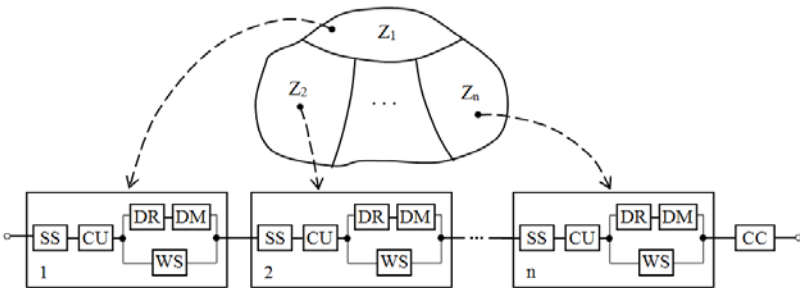 Z1
Z2
...
Zn
DR DM DR DM DR DM
SS CU SS CU ... SS CU CC
WS WS WS
1 2 n